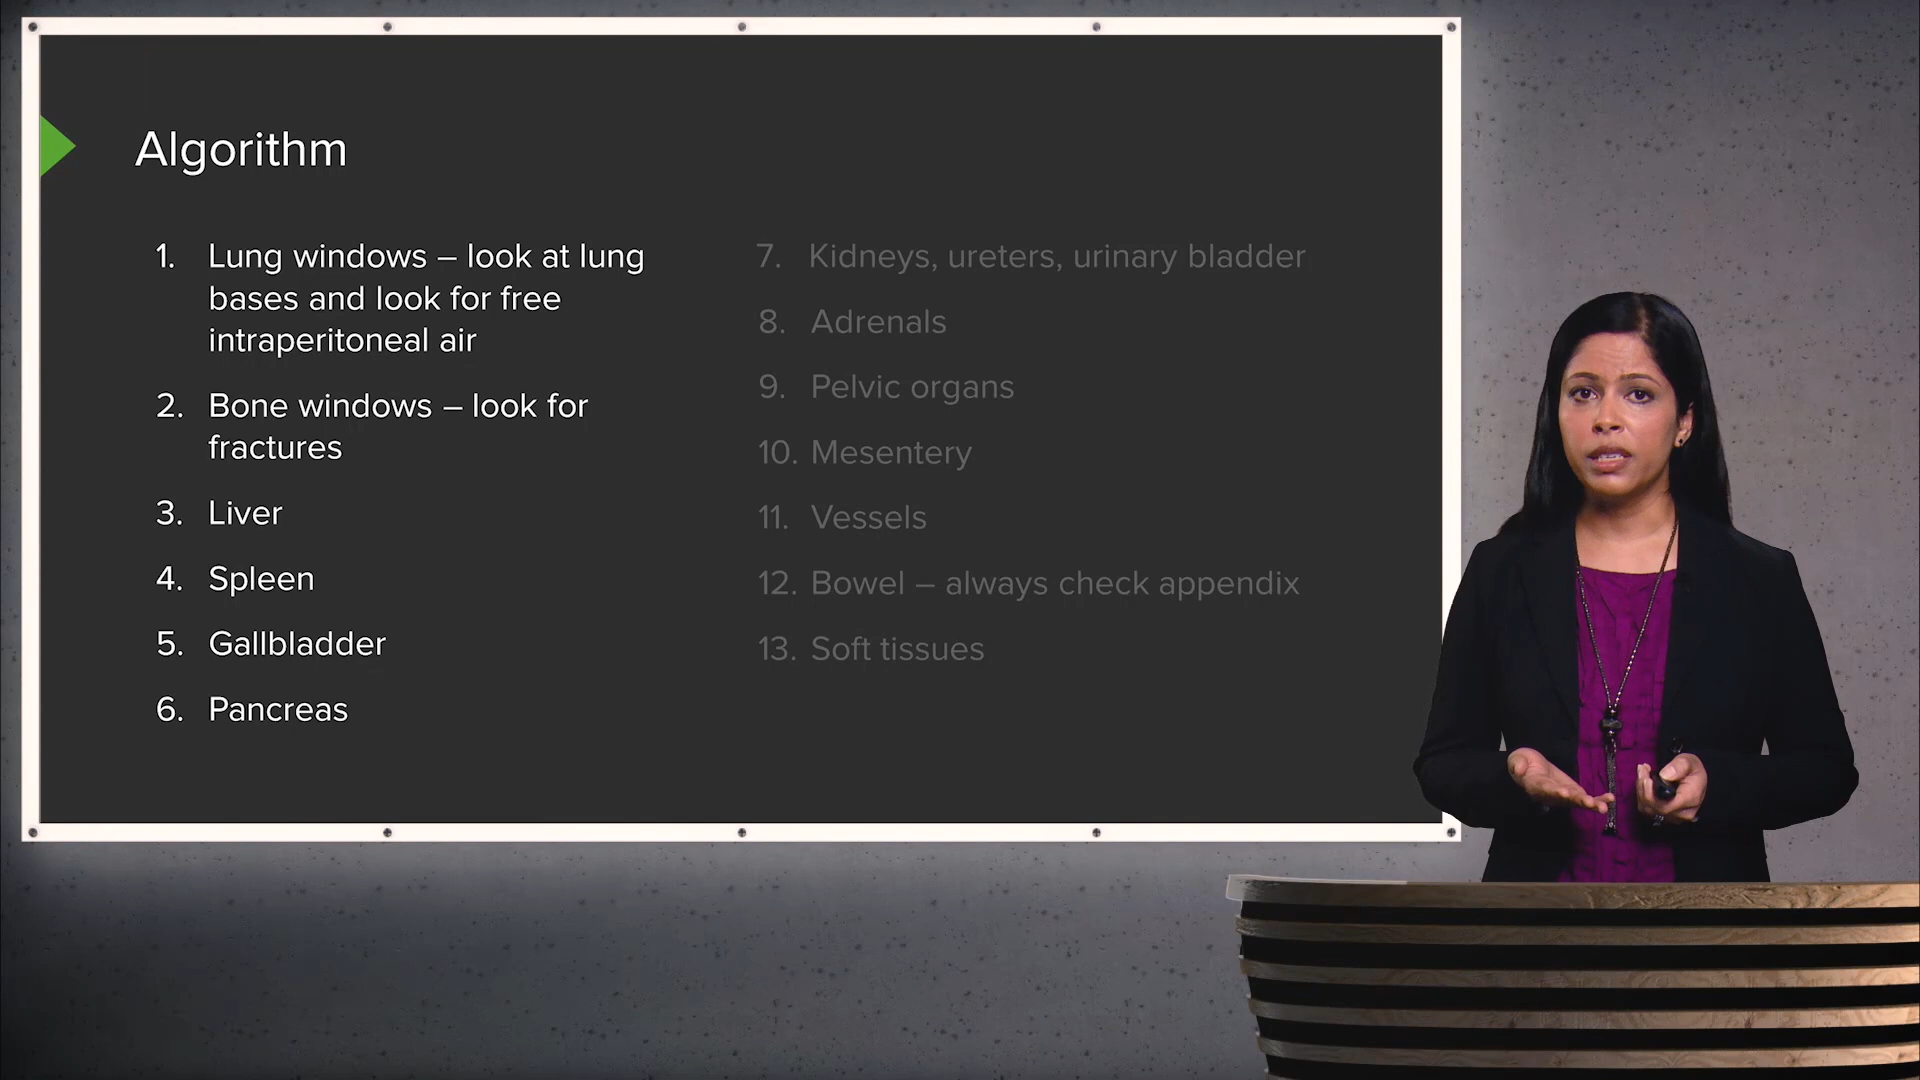 Algorithm
1. Lung windows – look at lung
bases and look for free
intraperitoneal air
2. Bone windows – look for
fractures
3. Liver
4. Spleen
5. Gallbladder
6. Pancreas
7. Kidneys, ureters, urinary bladder
8. Adrenals
9. Pelvic organs
10. Mesentery
11. Vessels
12. Bowel – always check appendix
13. Soft tissues